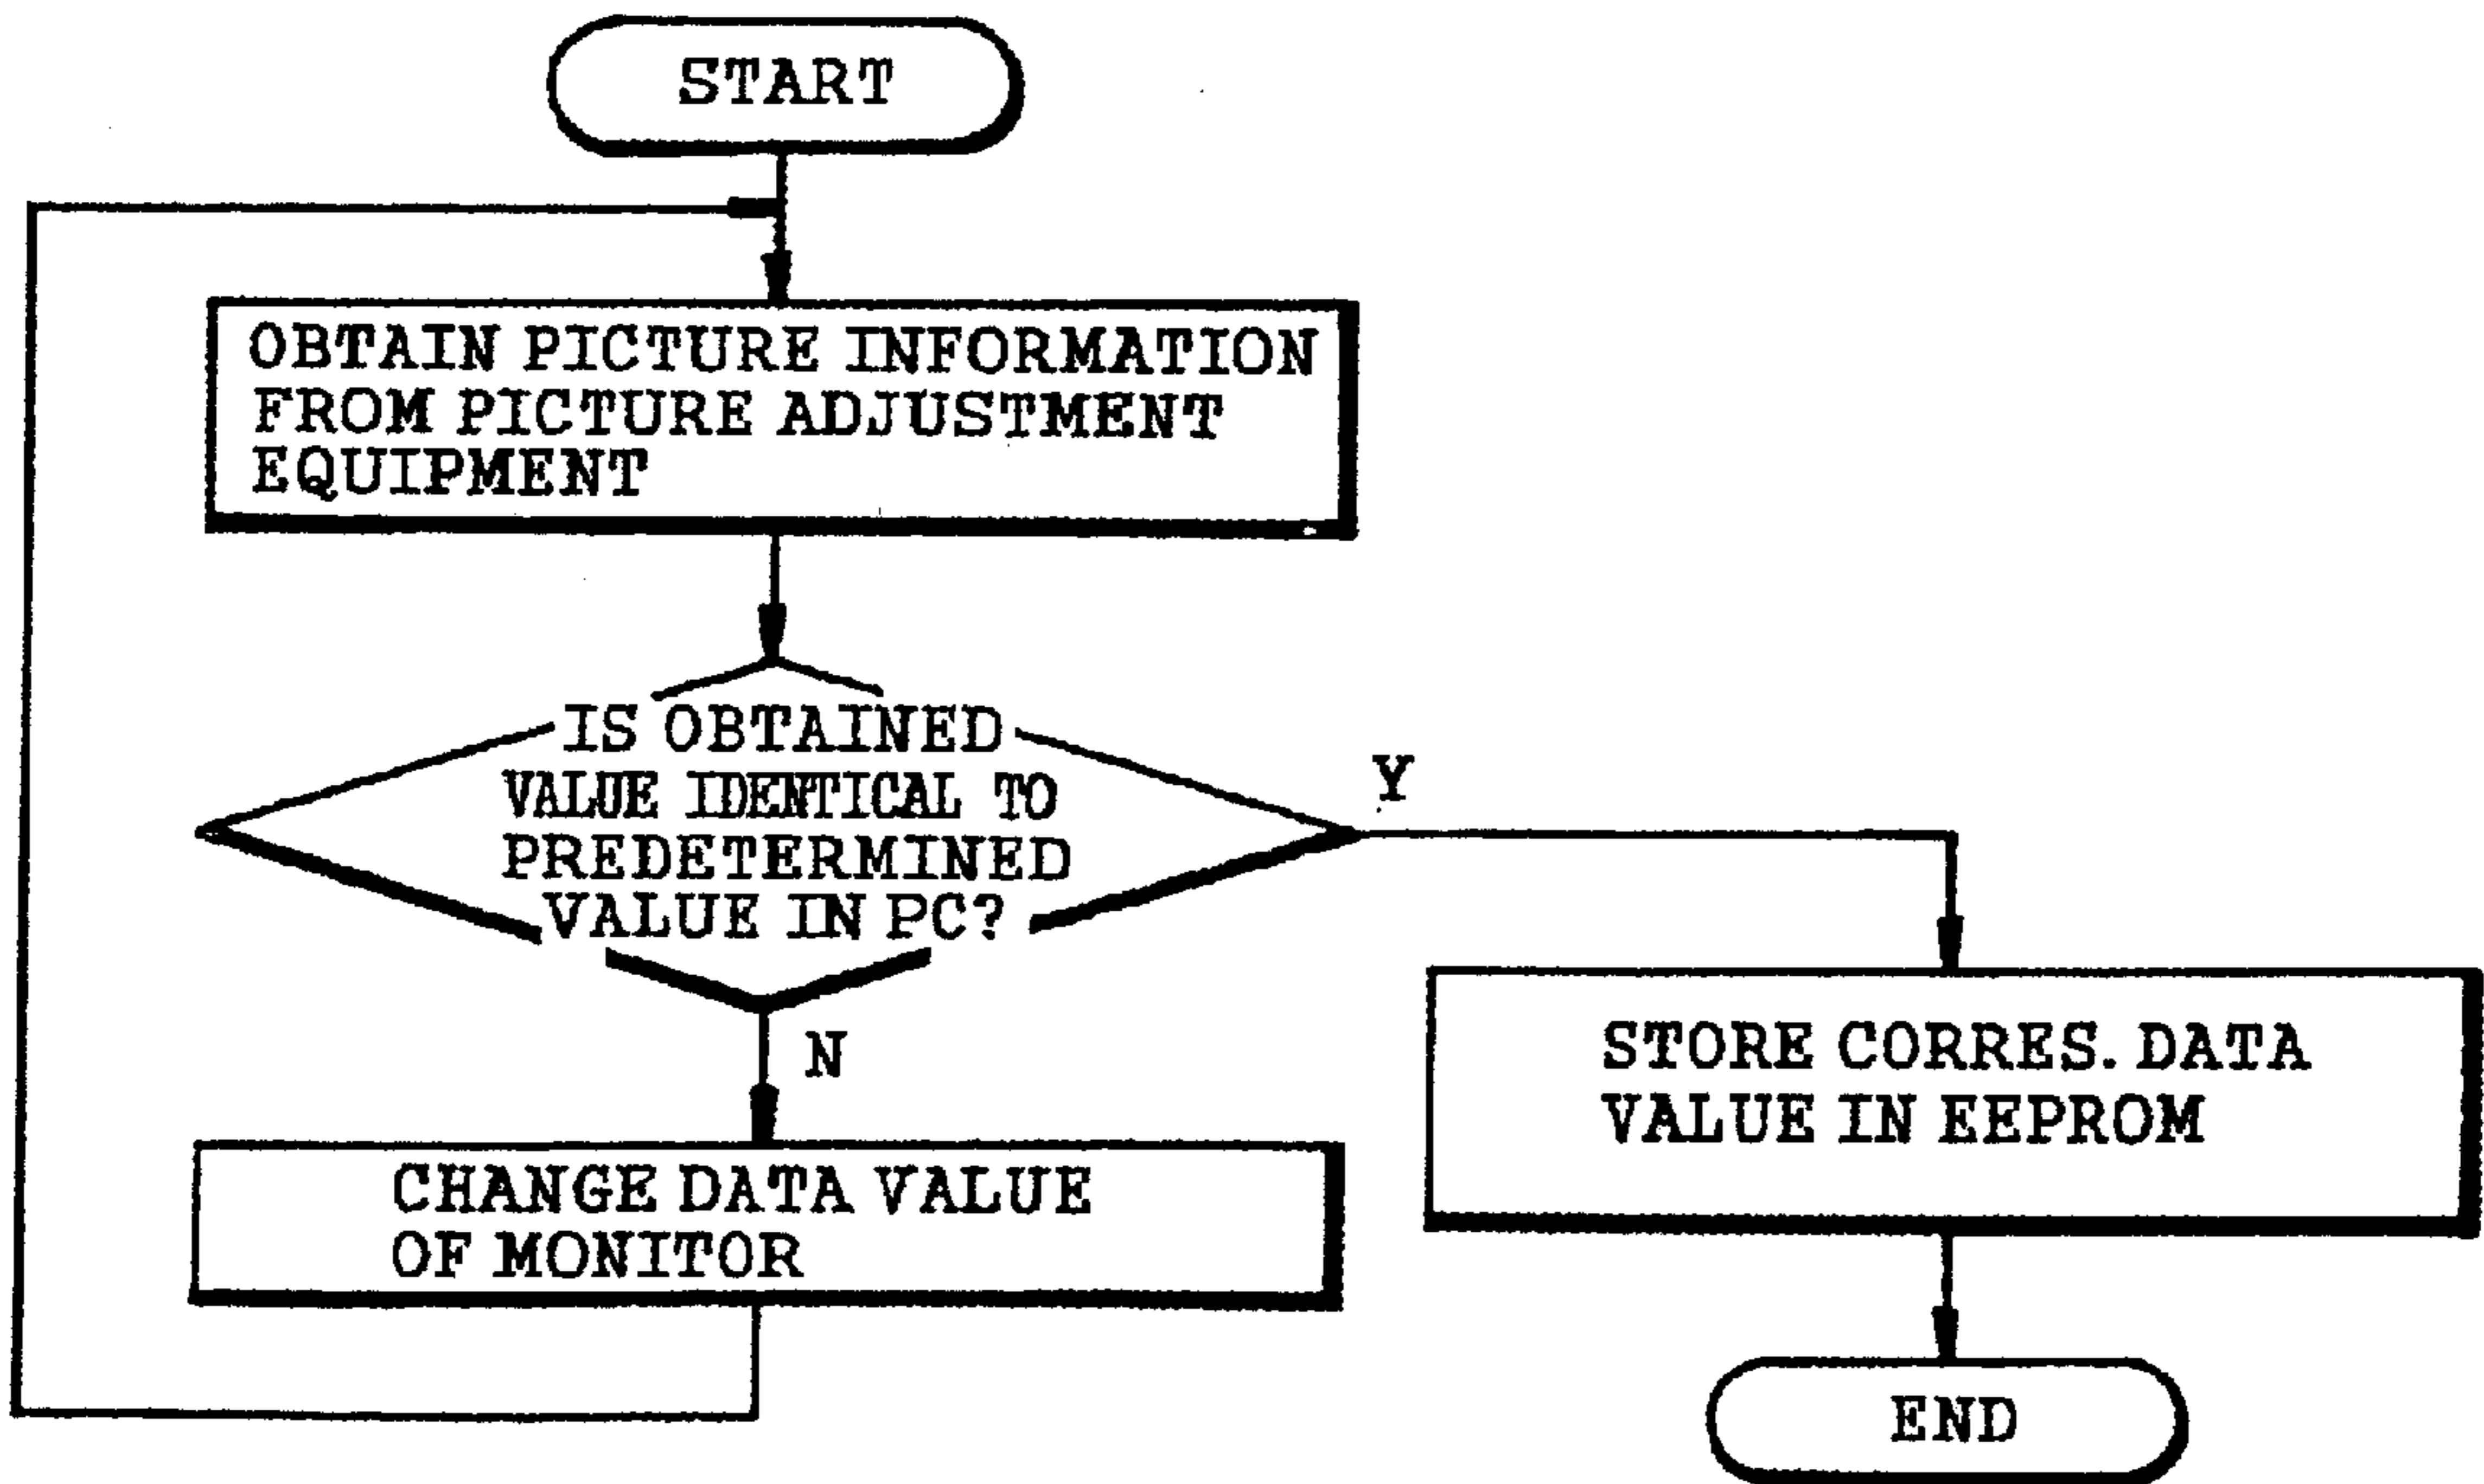 START
OBTAIN PICTURE INFORMATION
FROM PICTURE ADJUSTMENT
EQUIPMENT
IS OBTAINED
VALUE IDENTICAL TO
PREDETERMINED
VALUE IN PC?
Y
N
CHANGE DATA VALUE
OF MONITOR
STORE CORRES. DATA
VALUE IN EEPROM
END